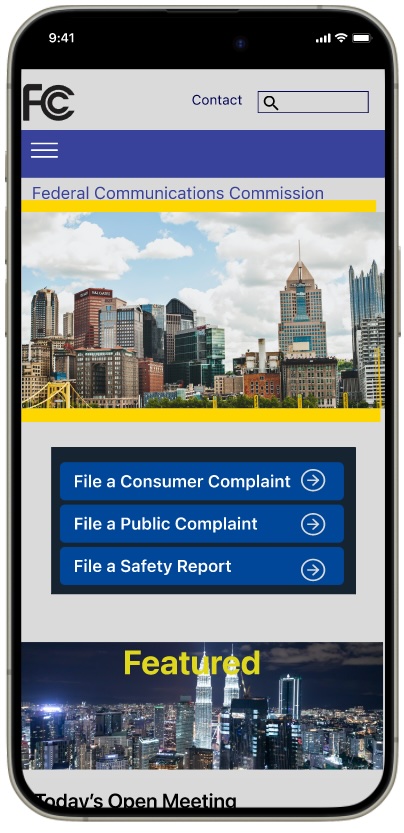 9:41
FCC
Contact
Federal Communications Commission
File a Consumer Complaint
File a Public Complaint
File a Safety Report
Featured
Today's Open Meeting